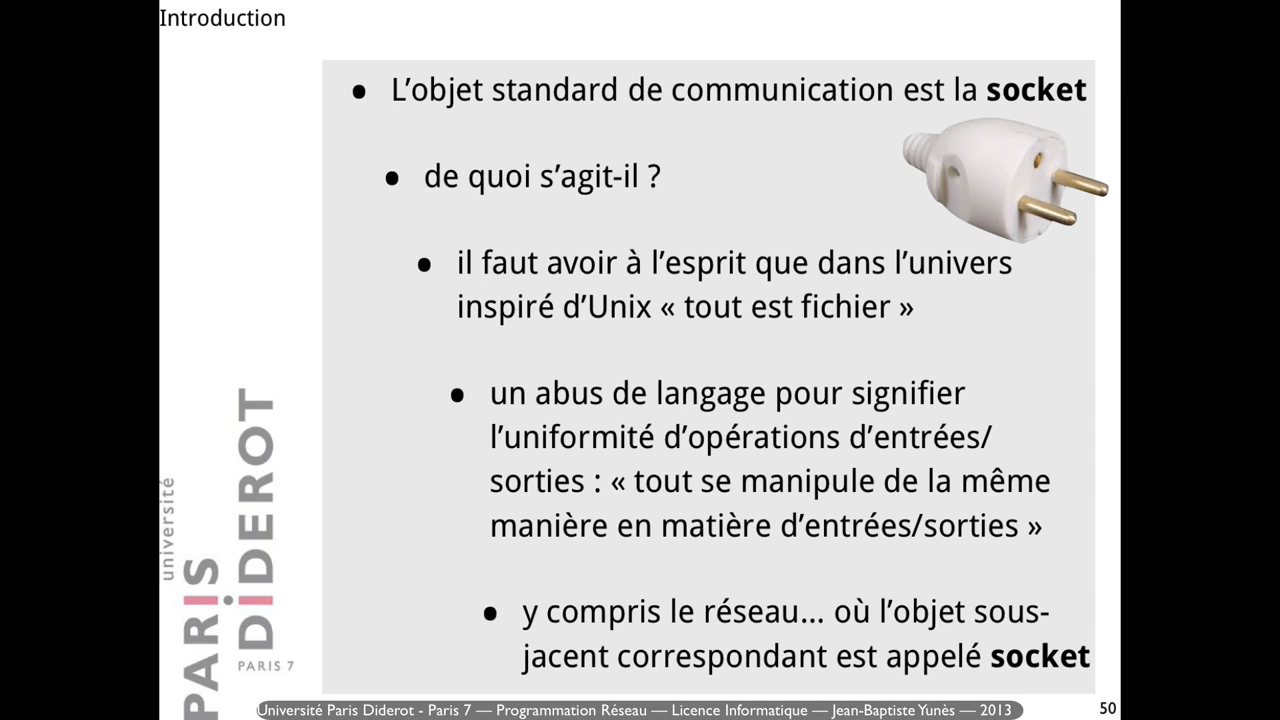 Introduction
• L’objet standard de communication est la socket
• de quoi s’agit-il ?
• il faut avoir à l’esprit que dans l’univers
inspiré d’Unix « tout est fichier »
• un abus de langage pour signifier
l’uniformité d’opérations d’entrées/
sorties : « tout se manipule de la même
manière en matière d’entrées/sorties »
• y compris le réseau... où l’objet sous-
jacent correspondant est appelé socket
université
PARiS
DiDEROT
PARIS 7
Université Paris Diderot - Paris 7 — Programmation Réseau — Licence Informatique — Jean-Baptiste Yunès — 2013
50